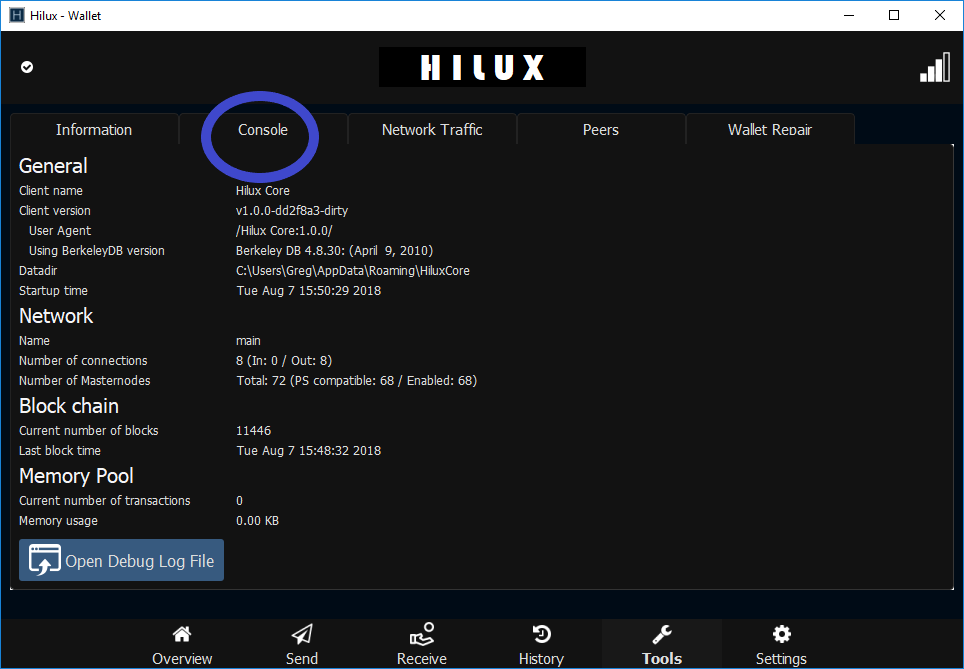 Hilux - Wallet
HILUX
Information Console Network Traffic Peers Wallet Repair
General
Client name Hilux Core
Client version v1.0.0-dd2f8a3-dirty
User Agent /Hilux Core:1.0.0/
Using BerkeleyDB version Berkeley DB 4.8.30: (April  9, 2010)
Datadir C:\Users\Greg\AppData\Roaming\HiluxCore
Startup time Tue Aug 7 15:50:29 2018
Network
Name main
Number of connections 8 (In: 0 / Out: 8)
Number of Masternodes Total: 72 (PS compatible: 68 / Enabled: 68)
Block chain
Current number of blocks 11446
Last block time Tue Aug 7 15:48:32 2018
Memory Pool
Current number of transactions 0
Memory usage 0.00 KB
Open Debug Log File
Overview Send Receive History Tools Settings